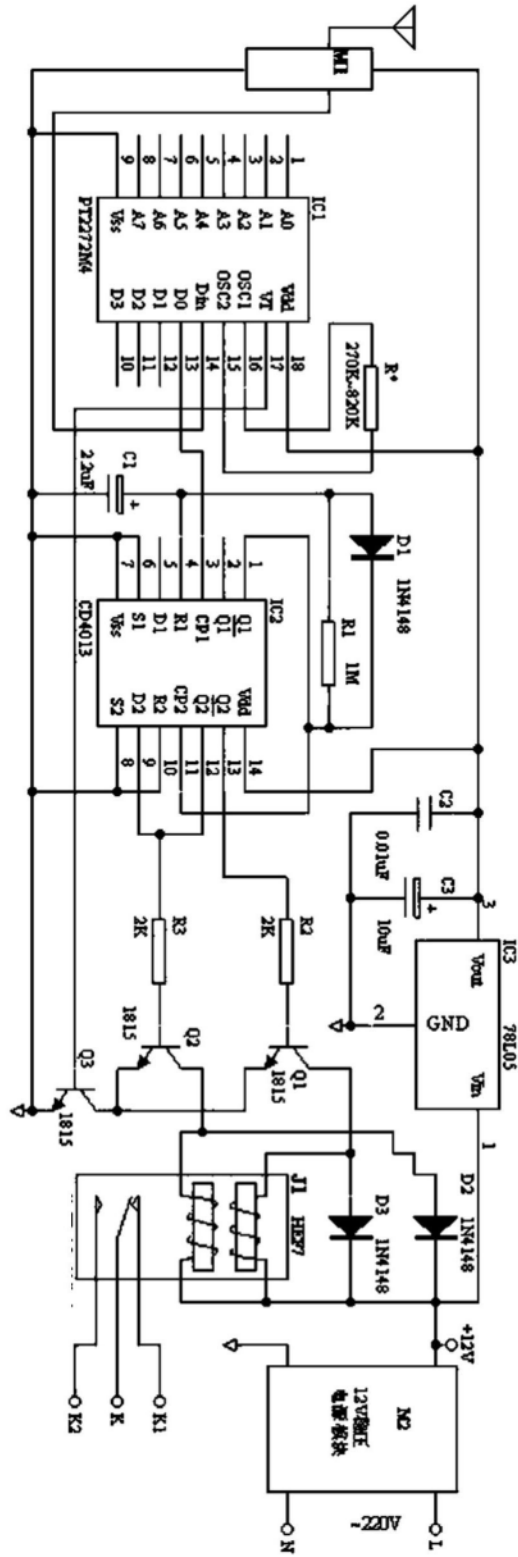 M1
IC1
PT2272M4
1
2
3
4
5
6
7
8
9
A0
A1
A2
A3
A4
A5
A6
A7
Vss
Vdd
VT
OSC1
OSC2
Din
D0
D1
D2
D3
18
17
16
15
14
13
12
11
10
R*
270K~820K
C1
+
2.2uF
D1
1N4148
R1
1M
IC2
CD4013
1
2
3
4
5
6
7
Q1
Q1
CP1
R1
D1
S1
Vss
Vdd
Q2
Q2
CP2
R2
D2
S2
14
13
12
11
10
9
8
C2
0.01uF
C3
+
10uF
IC3
78L05
3
Vout
GND
2
Vin
1
R2
2K
R3
2K
Q1
1815
Q2
1815
Q3
1815
J1
HEF7
D3
1N4148
D2
1N4148
+12V
M2
12V
电源模块
~220V
L
N
K1
K
K2